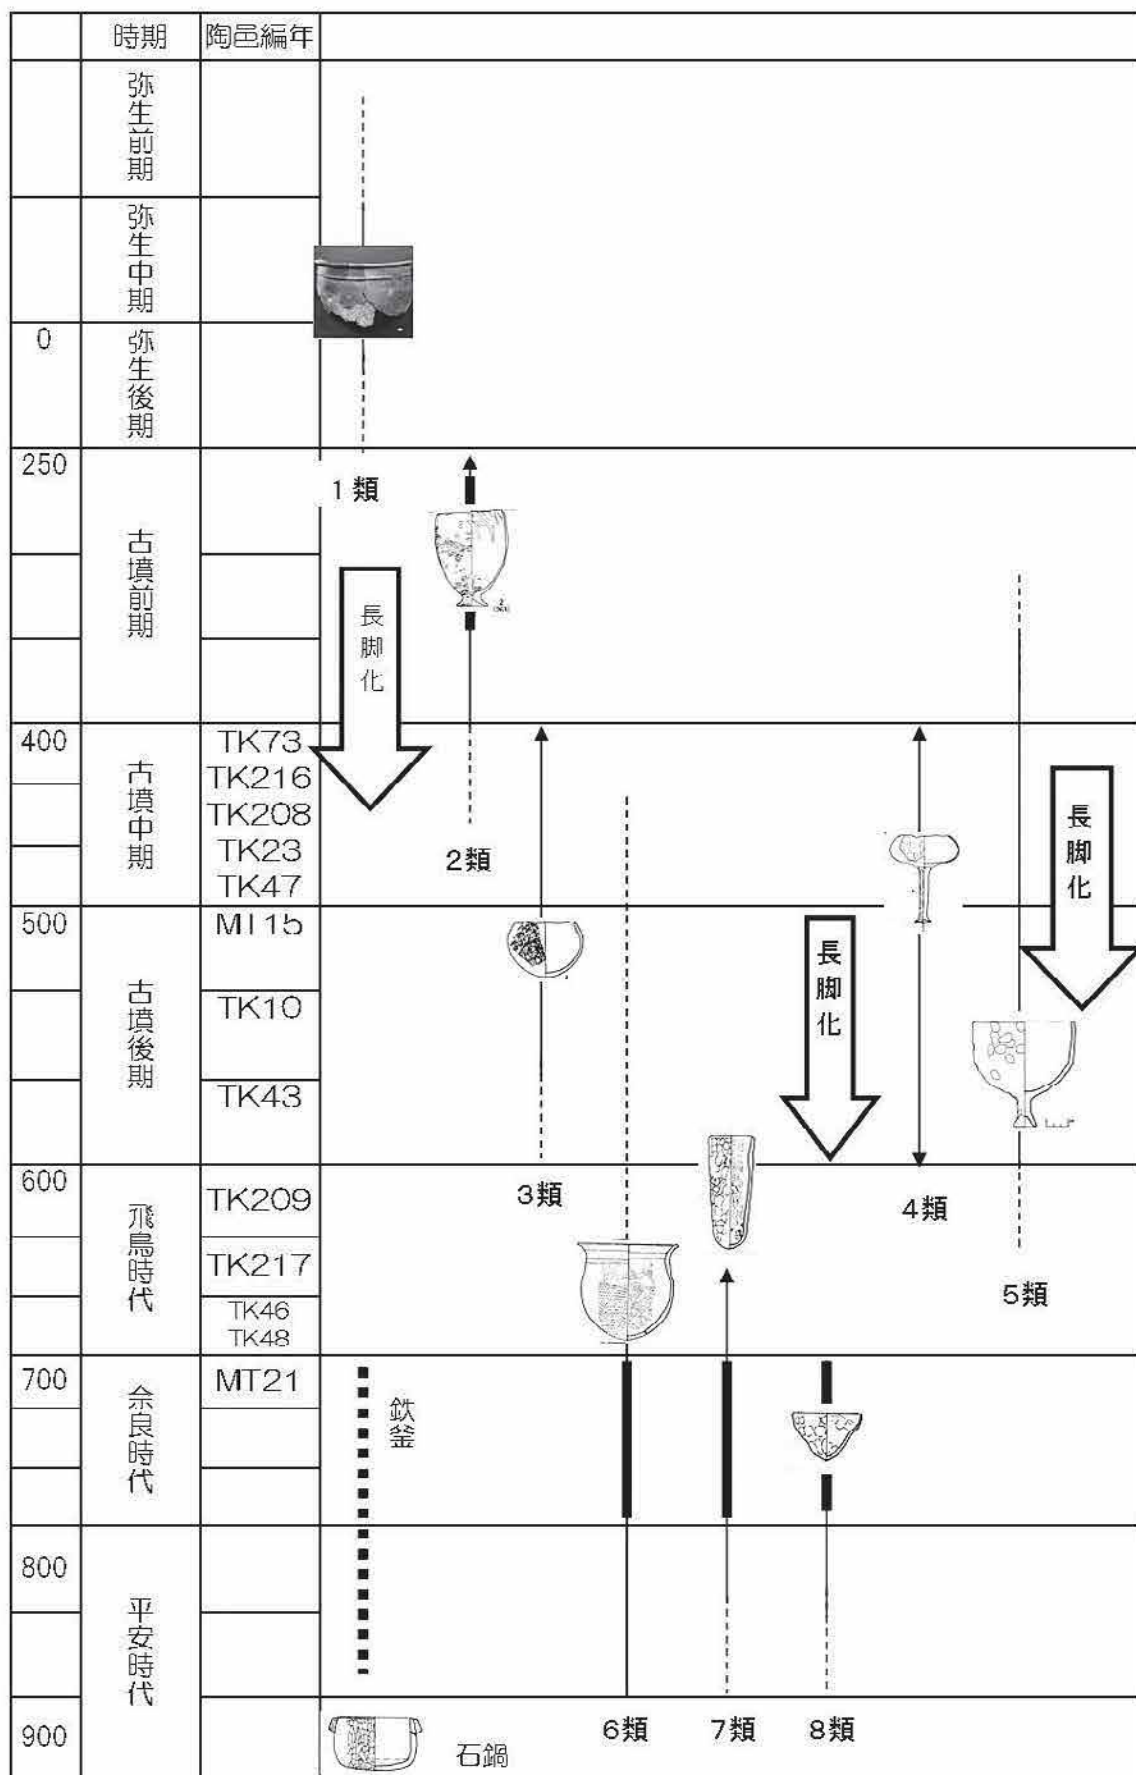 時期 陶邑編年
弥生前期
弥生中期
0
弥生後期
250
1類
古墳前期
長脚化
400
古墳中期
TK73
TK216
TK208
TK23
TK47
2類
長脚化
500
古墳後期
MT15
TK10
TK43
長脚化
600
飛鳥時代
TK209
TK217
TK46
TK48
3類
4類
5類
700
奈良時代
MT21
鉄釜
800
平安時代
900
石鍋
6類
7類
8類